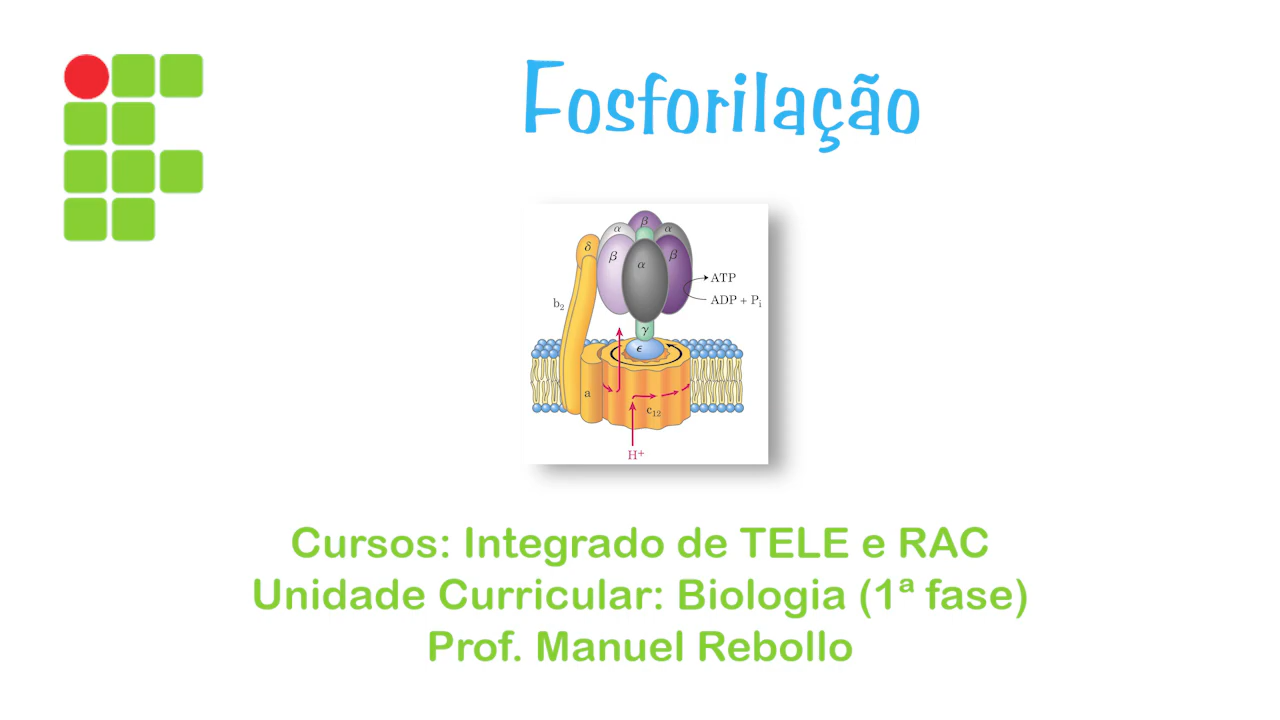 Fosforilação
β
α α
δ
β β
α
ATP
ADP + Pi
b2
γ
ϵ
a
c12
H+
Cursos: Integrado de TELE e RAC
Unidade Curricular: Biologia (1ª fase)
Prof. Manuel Rebollo